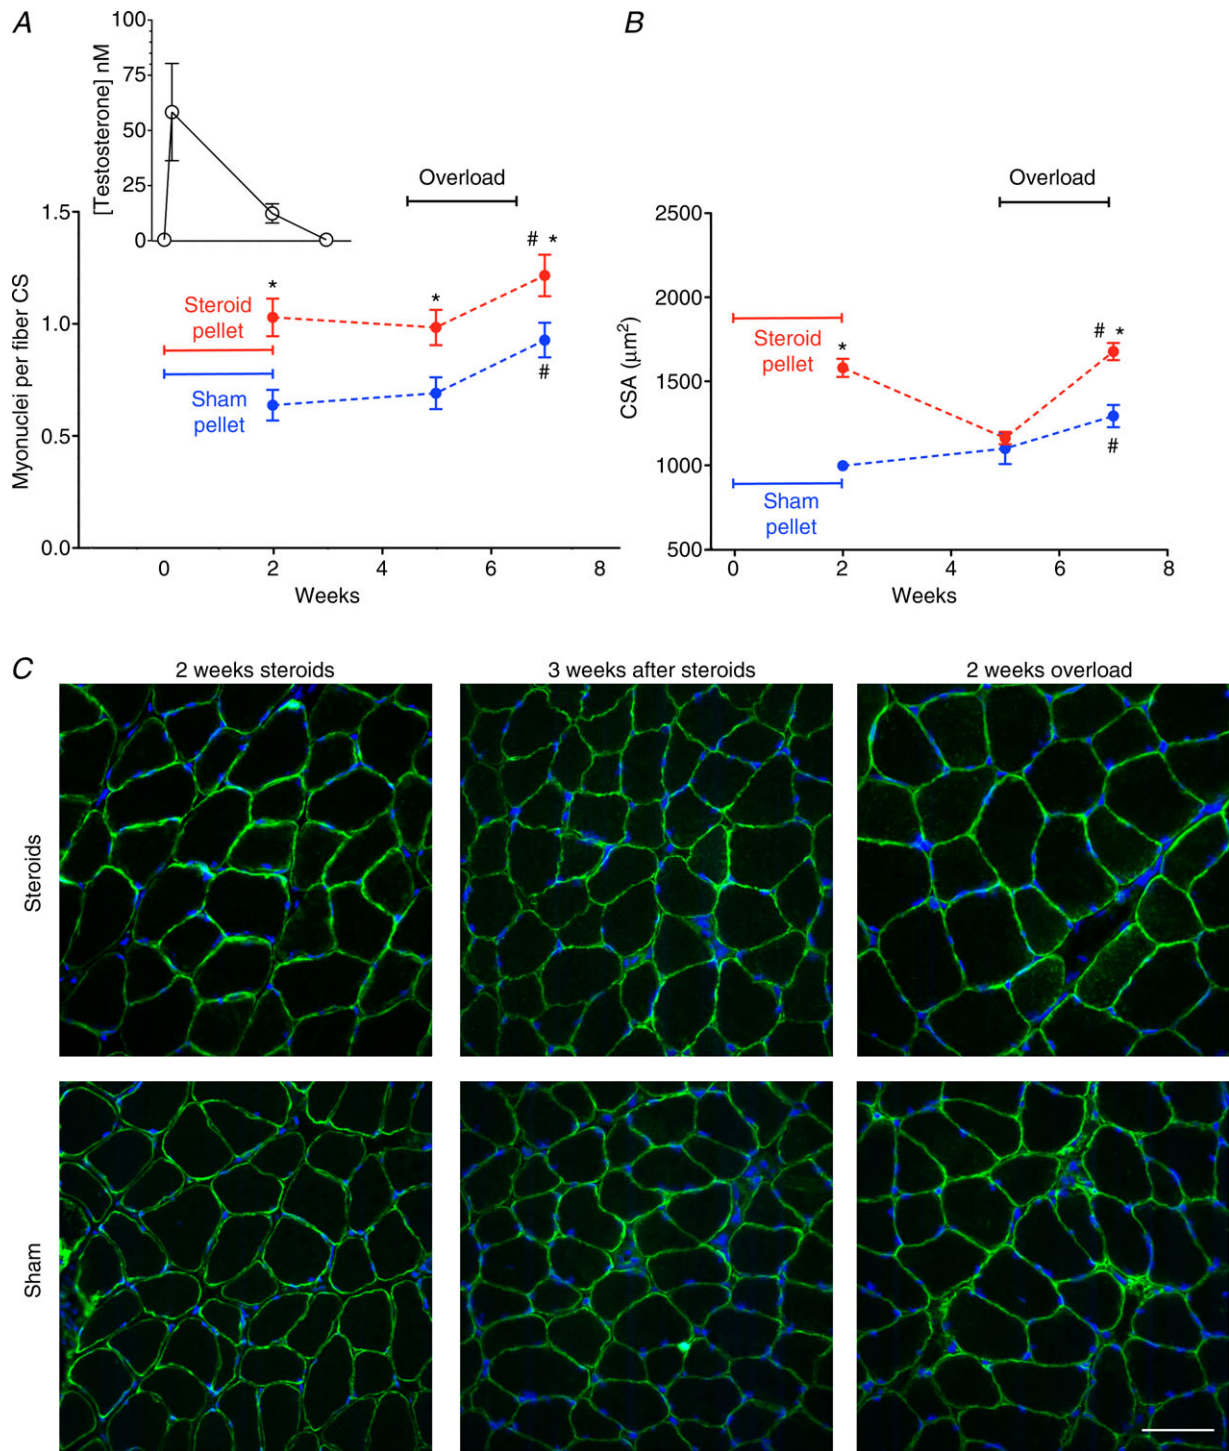 A
100
75
50
25
0
[Testosterone] nM
Overload
1.5
1.0
0.5
0.0
Myonuclei per fiber CS
# *
*
*
Steroid
pellet
Sham
pellet
#
0 2 4 6 8
Weeks
B
Overload
2500
2000
1500
1000
500
CSA (µm²)
# *
Steroid
pellet
*
#
Sham
pellet
0 2 4 6 8
Weeks
C
2 weeks steroids
3 weeks after steroids
2 weeks overload
Steroids
Sham